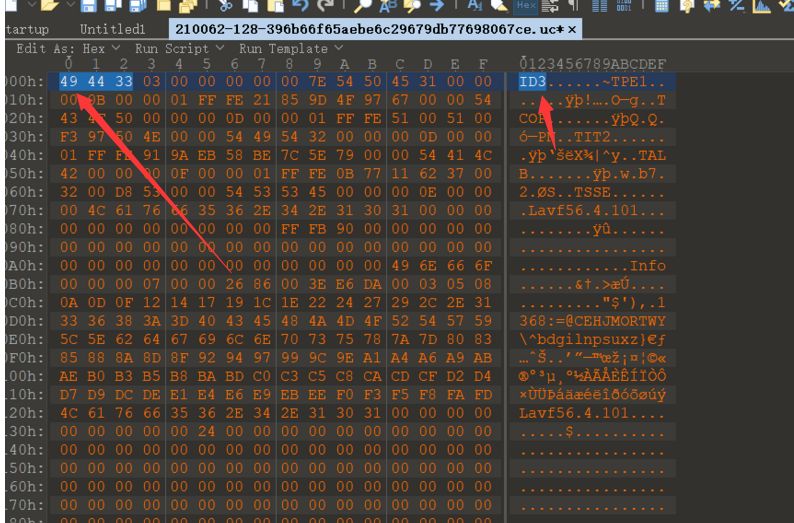 tartup Untitled1 210062-128-396b66f65aebe6c29679db77698067ce.uc* ×
Edit As: Hex Run Script Run Template
0 1 2 3 4 5 6 7 8 9 A B C D E F 0123456789ABCDEF
000h: 49 44 33 03 00 00 00 00 00 7E 54 50 45 31 00 00 ID3......~TPE1..
010h: 00 0B 00 00 01 FF FE 21 85 9D 4F 97 67 00 00 54 .....ÿþ!….O—g..T
020h: 43 50 00 00 00 0D 00 00 01 FF FE 51 00 51 00 ÿþQ.Q.
030h: F3 97 4E 00 00 54 49 54 32 00 00 00 0D 00 00 ó—PN..TIT2......
040h: 01 FF 91 9A EB 58 BE 7C 5E 79 00 00 54 41 4C .ÿþ‘šëX¾|^y..TAL
050h: 42 00 00 00 0F 00 00 01 FF FE 0B 77 11 62 37 00 B.......ÿþ.w.b7.
060h: 32 00 D8 53 00 00 54 53 53 45 00 00 00 0E 00 00 2.ØS..TSSE......
070h: 00 4C 61 76 66 35 36 2E 34 2E 31 30 31 00 00 00 .Lavf56.4.101...
080h: 00 00 00 00 00 00 00 00 FF FB 90 00 00 00 00 00 ........ÿû......
090h: 00 00 00 00 00 00 00 00 00 00 00 00 00 00 00 00 ................
0A0h: 00 00 00 00 00 00 00 00 00 00 00 00 49 6E 66 6F ............Info
0B0h: 00 00 00 07 00 00 26 86 00 3E E6 DA 00 03 05 08 ......&†.>æÚ....
0C0h: 0A 0D 0F 12 14 17 19 1C 1E 22 24 27 29 2C 2E 31 ........."$'),.1
0D0h: 33 36 38 3A 3D 40 43 45 48 4A 4D 4F 52 54 57 59 368:=@CEHJMORTWY
0E0h: 5C 5E 62 64 67 69 6C 6E 70 73 75 78 7A 7D 80 83 \^bdgilnpsuxz}€ƒ
0F0h: 85 88 8A 8D 8F 92 94 97 99 9C 9E A1 A4 A6 A9 AB …ˆŠ..’”—™œž¡¤¦©«
100h: AE B0 B3 B5 B8 BA BD C0 C3 C5 C8 CA CD CF D2 D4 ®°³µ¸º½ÀÃÅÈÊÍÏÒÔ
110h: D7 D9 DC DE E1 E4 E6 E9 EB EE F0 F3 F5 F8 FA FD ×ÙÜÞáäæéëîðóõøúý
120h: 4C 61 76 66 35 36 2E 34 2E 31 30 31 00 00 00 00 Lavf56.4.101....
130h: 00 00 00 00 00 24 00 00 00 00 00 00 00 00 00 00 .....$..........
140h: 00 00 00 00 00 00 00 00 00 00 00 00 00 00 00 00 ................
150h: 00 00 00 00 00 00 00 00 00 00 00 00 00 00 00 00 ................
160h: 00 00 00 00 00 00 00 00 00 00 00 00 00 00 00 00 ................
170h: 00 00 00 00 00 00 00 00 00 00 00 00 00 00 00 00 ................